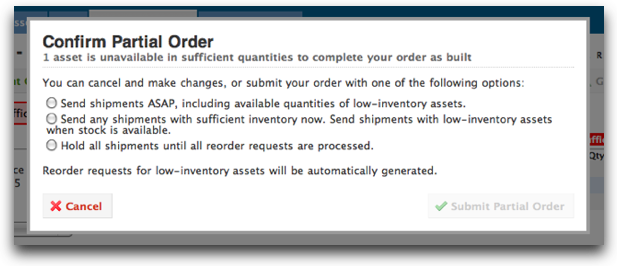 Confirm Partial Order
1 asset is unavailable in sufficient quantities to complete your order as built
You can cancel and make changes, or submit your order with one of the following options:
Send shipments ASAP, including available quantities of low-inventory assets.
Send any shipments with sufficient inventory now. Send shipments with low-inventory assets
when stock is available.
Hold all shipments until all reorder requests are processed.
Reorder requests for low-inventory assets will be automatically generated.
Cancel
Submit Partial Order
Qty